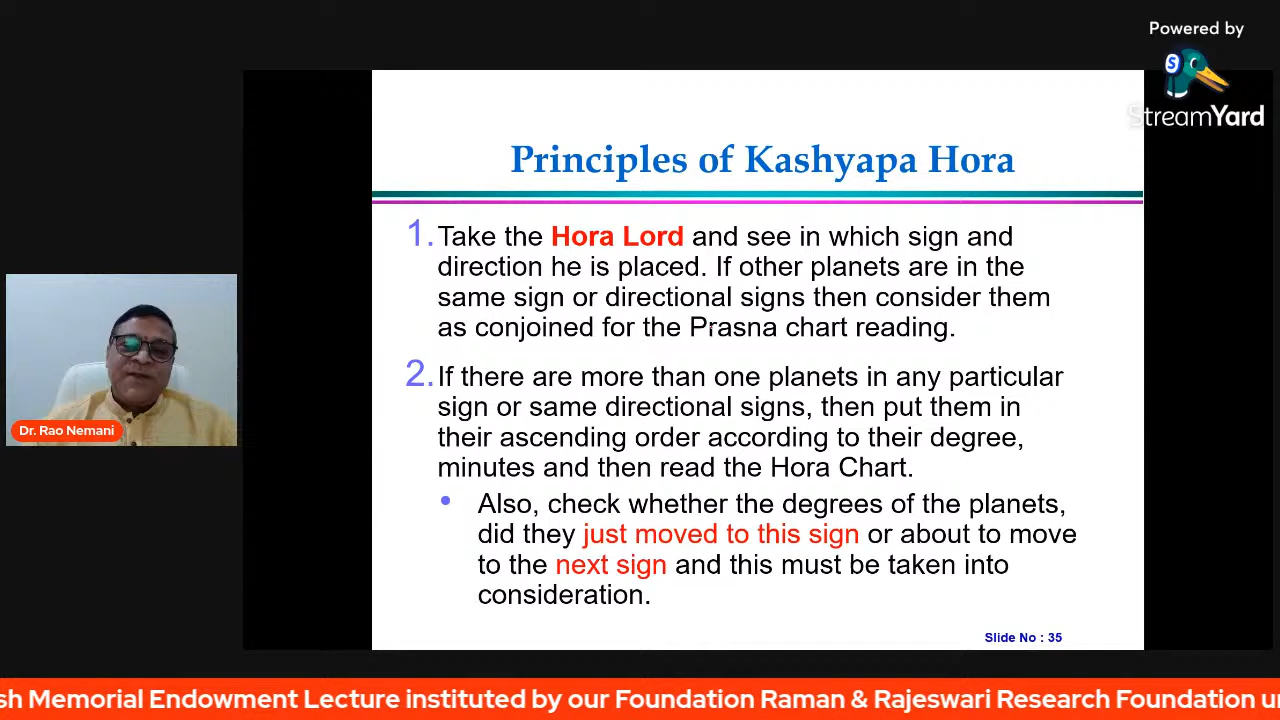 Powered by
StreamYard
Principles of Kashyapa Hora
1. Take the Hora Lord and see in which sign and
direction he is placed. If other planets are in the
same sign or directional signs then consider them
as conjoined for the Prasna chart reading.
2. If there are more than one planets in any particular
sign or same directional signs, then put them in
their ascending order according to their degree,
minutes and then read the Hora Chart.
• Also, check whether the degrees of the planets,
did they just moved to this sign or about to move
to the next sign and this must be taken into
consideration.
Slide No : 35
Dr. Rao Nemani
sh Memorial Endowment Lecture instituted by our Foundation Raman & Rajeswari Research Foundation u